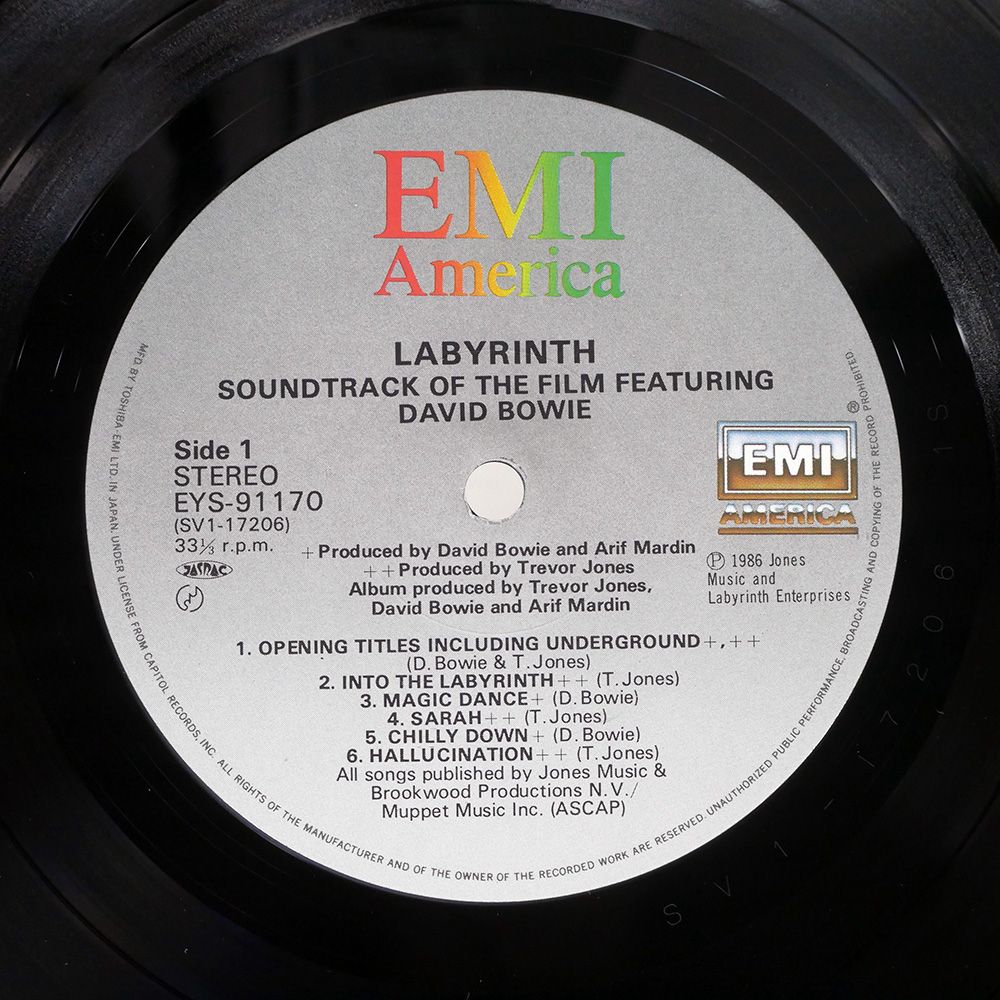 EMI
America
LABYRINTH
SOUNDTRACK OF THE FILM FEATURING
DAVID BOWIE
Side 1
STEREO
EYS-91170
(SV1-17206)
33⅓ r.p.m.
JASRAC
EMI
AMERICA
®
+Produced by David Bowie and Arif Mardin
++Produced by Trevor Jones
Album produced by Trevor Jones,
David Bowie and Arif Mardin
Ⓟ 1986 Jones
Music and
Labyrinth Enterprises
1. OPENING TITLES INCLUDING UNDERGROUND+,++
(D. Bowie & T. Jones)
2. INTO THE LABYRINTH++ (T. Jones)
3. MAGIC DANCE+ (D. Bowie)
4. SARAH++ (T. Jones)
5. CHILLY DOWN+ (D. Bowie)
6. HALLUCINATION++ (T. Jones)
All songs published by Jones Music &
Brookwood Productions N.V./
Muppet Music Inc. (ASCAP)
MFD. BY TOSHIBA-EMI LTD. IN JAPAN. UNDER LICENSE FROM CAPITOL RECORDS, INC. ALL RIGHTS OF THE MANUFACTURER AND OF THE OWNER OF THE RECORDED WORK ARE RESERVED. UNAUTHORIZED PUBLIC PERFORMANCE, BROADCASTING AND COPYING OF THE RECORD PROHIBITED
SV-1-17206 1S